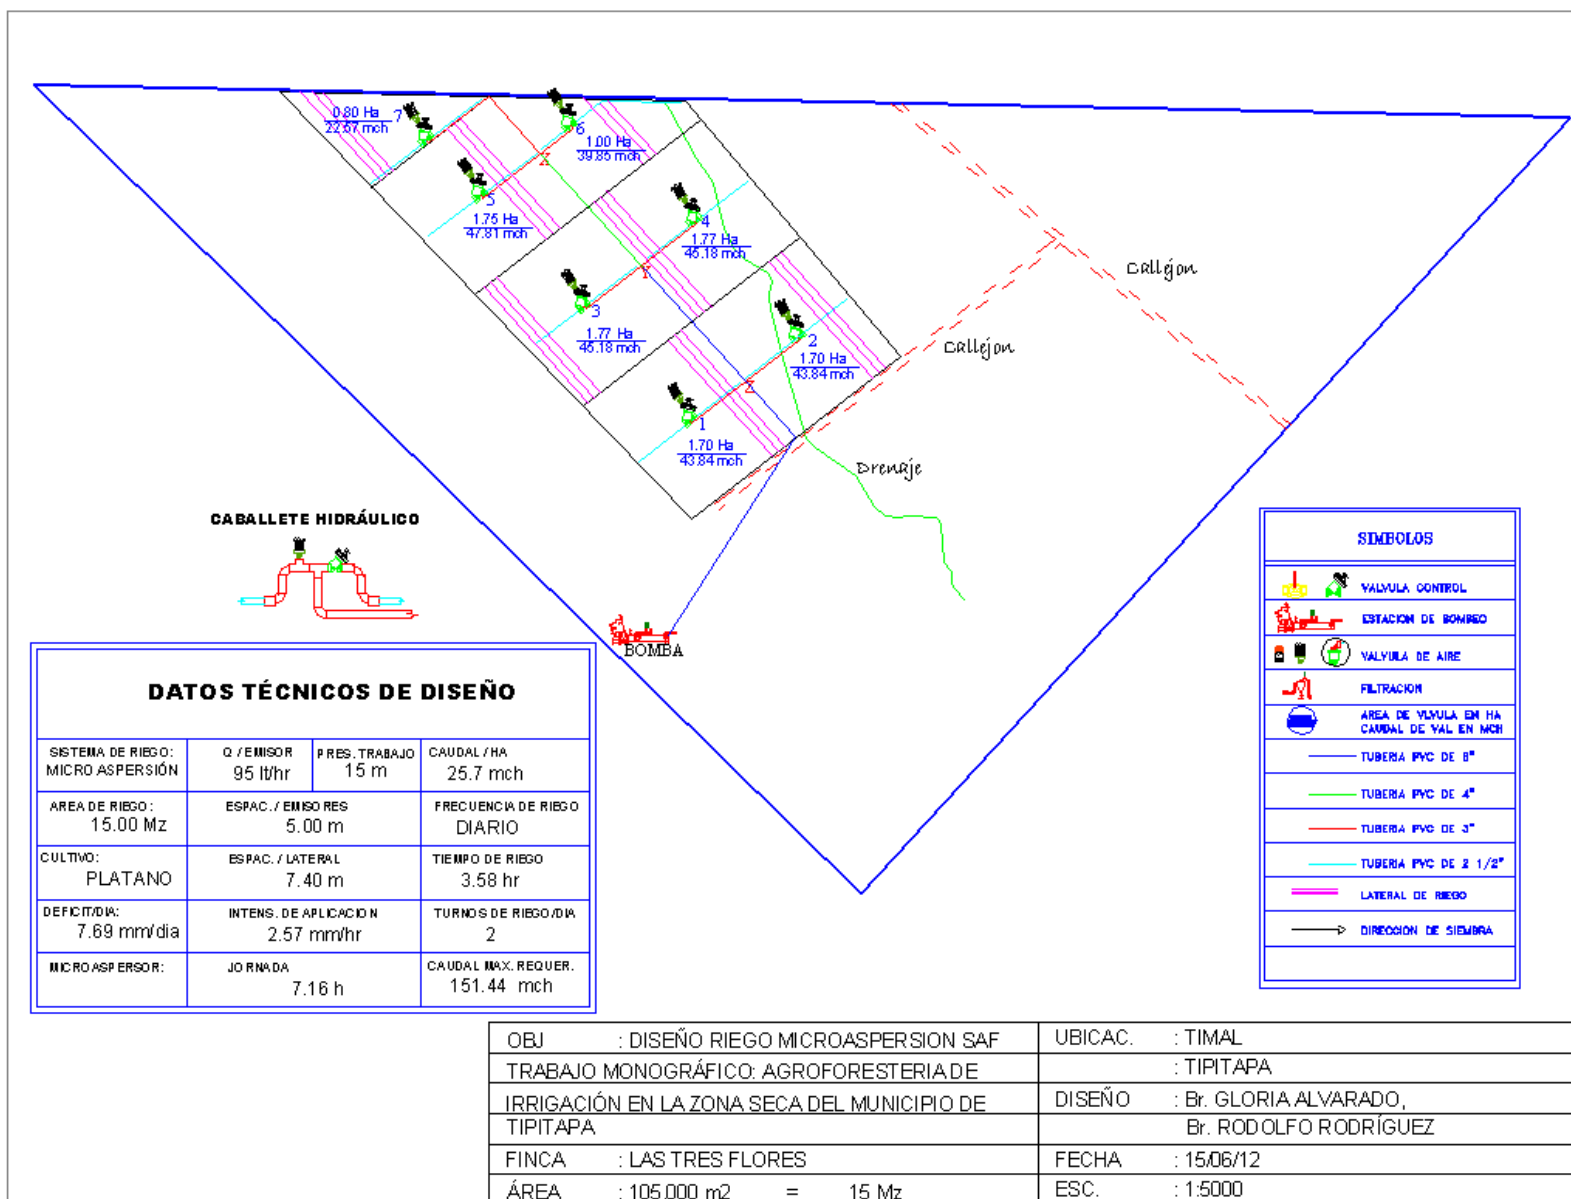 0.80 Ha
22.67 mch
7
6
1.00 Ha
39.85 mch
5
1.75 Ha
47.81 mch
4
1.77 Ha
45.18 mch
3
1.77 Ha
45.18 mch
2
1.70 Ha
43.84 mch
1
1.70 Ha
43.84 mch
Callejon
Callejon
Drenaje
BOMBA
CABALLETE HIDRÁULICO
DATOS TÉCNICOS DE DISEÑO
SISTEMA DE RIEGO:
MICRO ASPERSIÓN
Q / EMISOR
95 lt/hr
PRES. TRABAJO
15 m
CAUDAL / HA
25.7 mch
AREA DE RIEGO:
15.00 Mz
ESPAC. / EMISORES
5.00 m
FRECUENCIA DE RIEGO
DIARIO
CULTIVO:
PLATANO
ESPAC. / LATERAL
7.40 m
TIEMPO DE RIEGO
3.58 hr
DEFICIT/DIA:
7.69 mm/dia
INTENS. DE APLICACION
2.57 mm/hr
TURNOS DE RIEGO/DIA
2
MICROASPERSOR:
JORNADA
7.16 h
CAUDAL MAX. REQUER.
151.44 mch
SIMBOLOS
VALVULA CONTROL
ESTACION DE BOMBEO
VALVULA DE AIRE
FILTRACION
AREA DE VLVULA EN HA
CAUDAL DE VAL EN MCH
TUBERIA PVC DE
TUBERIA PVC DE 4"
TUBERIA PVC DE 3"
TUBERIA PVC DE 2 1/2"
LATERAL DE RIEGO
DIRECCION DE SIEMBRA
OBJ : DISEÑO RIEGO MICROASPERSION SAF
TRABAJO MONOGRÁFICO: AGROFORESTERIA DE
IRRIGACIÓN EN LA ZONA SECA DEL MUNICIPIO DE
TIPITAPA
FINCA : LAS TRES FLORES
ÁREA : 105,000 m2 = 15 Mz
UBICAC. : TIMAL
: TIPITAPA
DISEÑO : Br. GLORIA ALVARADO,
Br. RODOLFO RODRÍGUEZ
FECHA : 15/06/12
ESC. : 1:5000